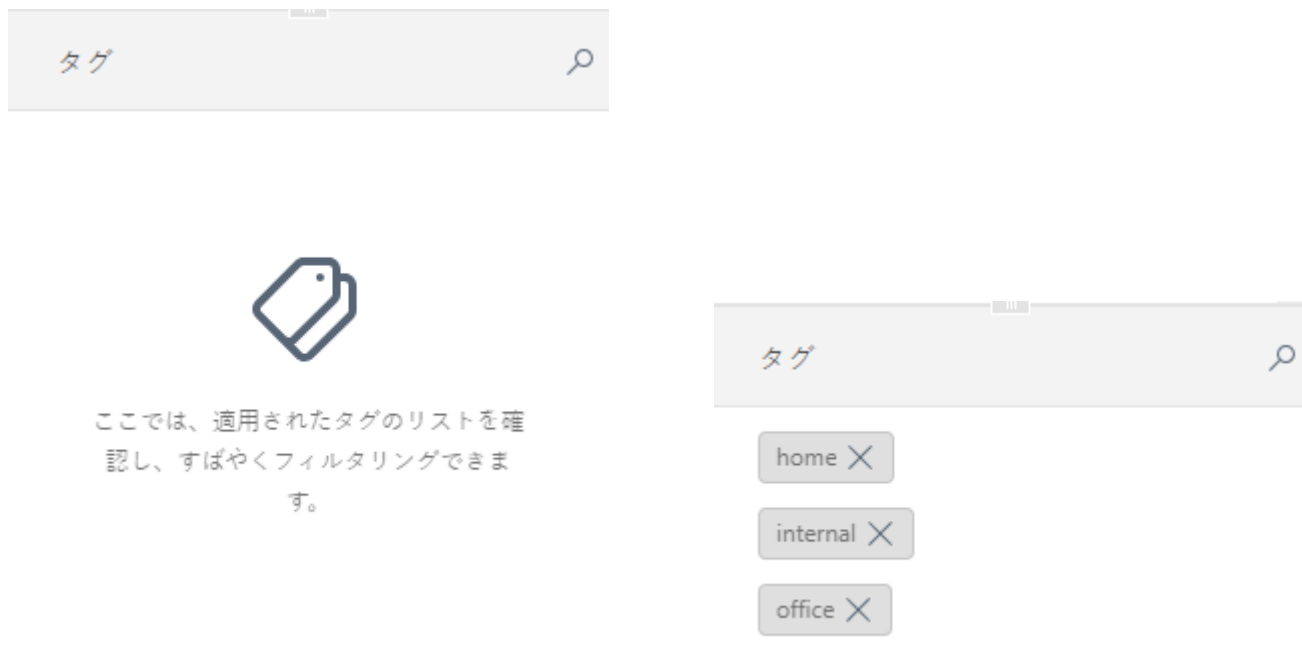 タグ
ここでは、適用されたタグのリストを確
認し、すばやくフィルタリングできま
す。
タグ
home
internal
office